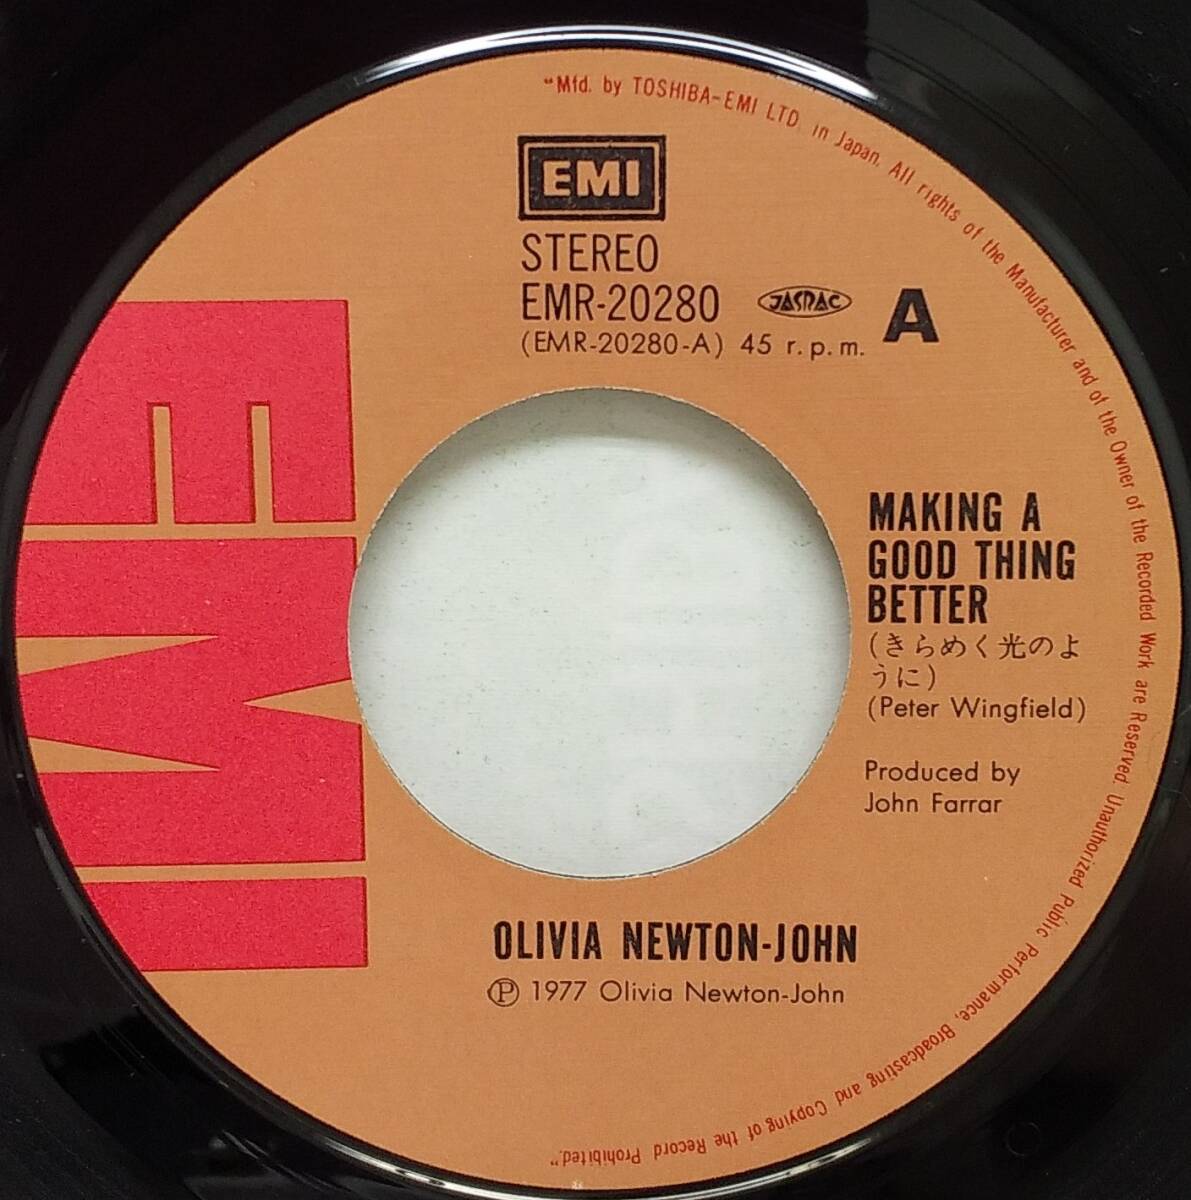 "Mfd. by TOSHIBA-EMI LTD. in Japan. All rights of the Manufacturer and of the Owner of the Recorded Work are Reserved. Unauthorized Public Performance, Broadcasting and Copying of the Record Prohibited."
EMI
STEREO
EMR-20280 JASRAC A
(EMR-20280-A) 45 r.p.m.
EMI
MAKING A
GOOD THING
BETTER
(きらめく光のよ
うに)
(Peter Wingfield)
Produced by
John Farrar
OLIVIA NEWTON-JOHN
Ⓟ 1977 Olivia Newton-John